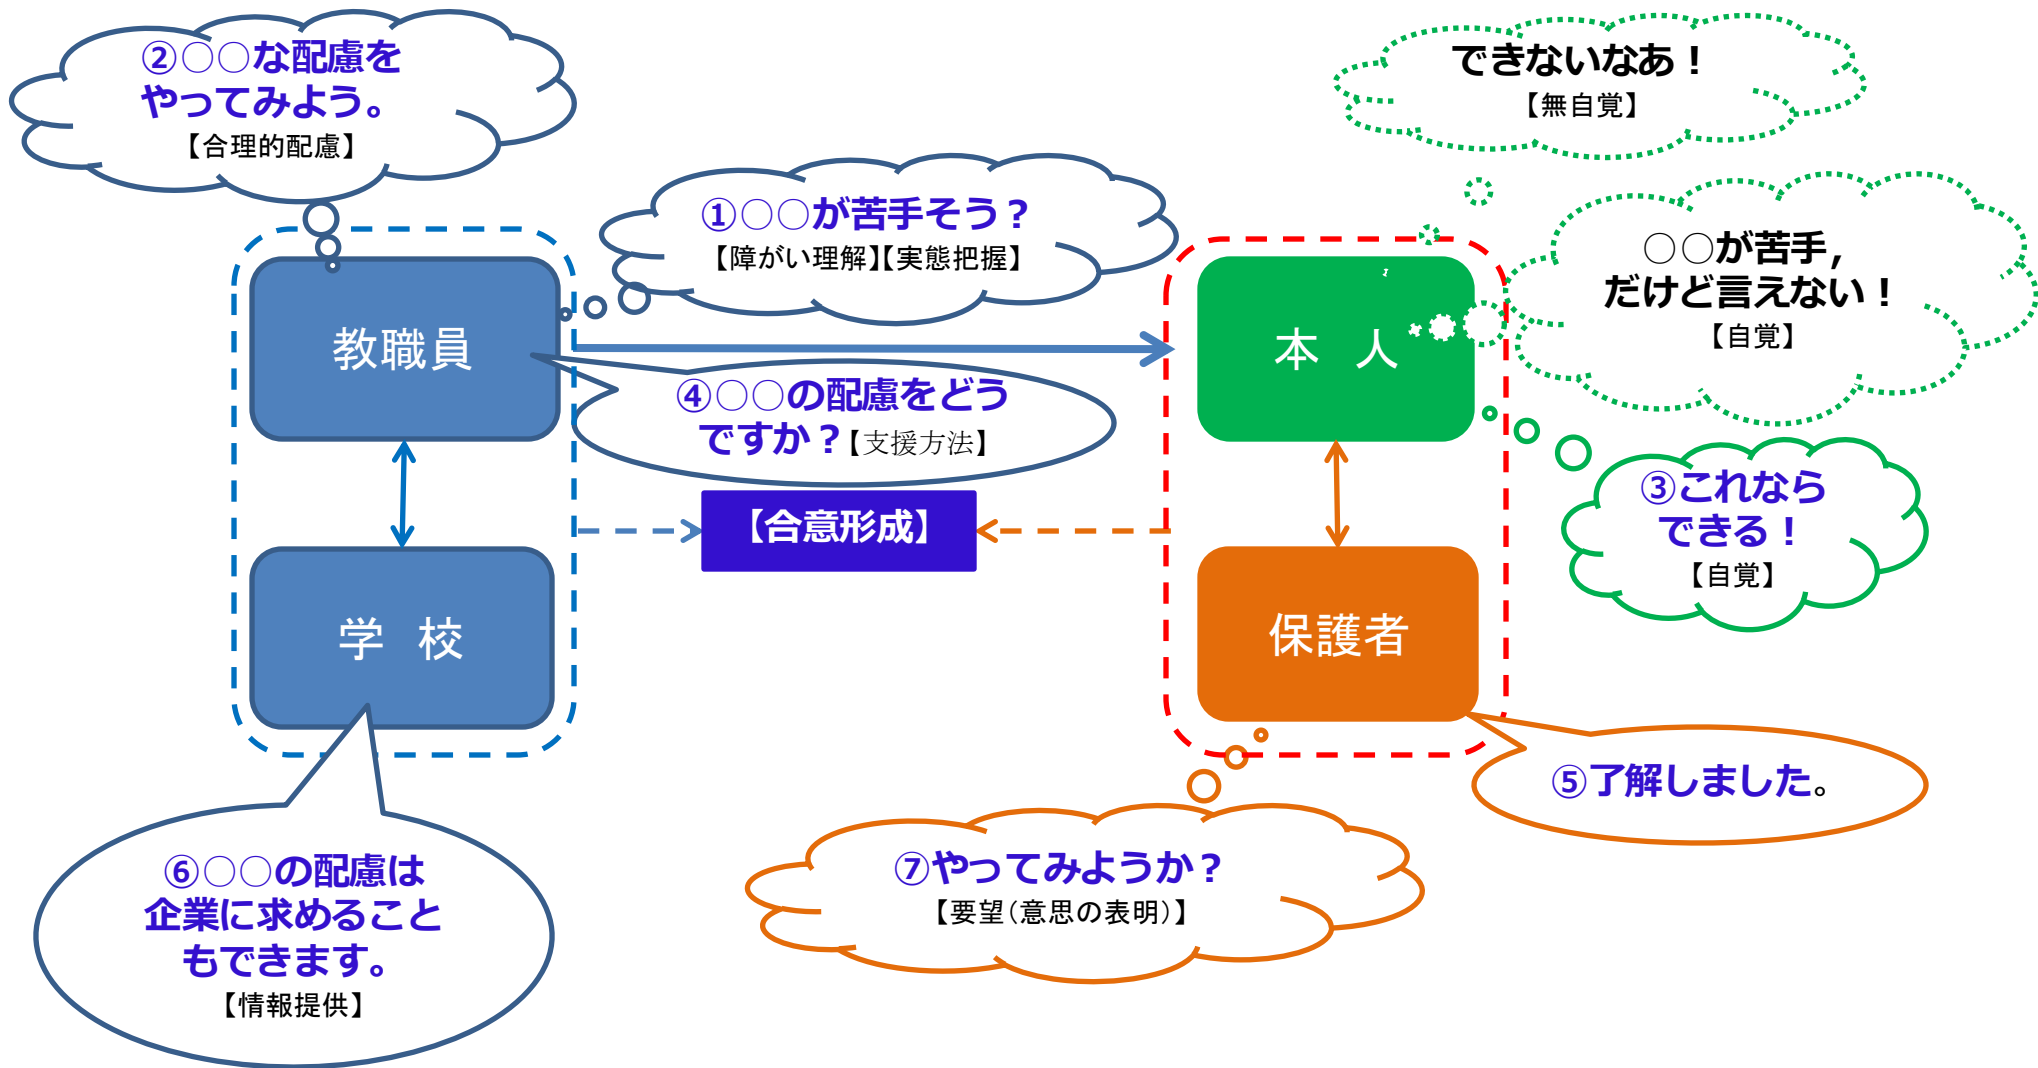 ②○○な配慮を
やってみよう。
【合理的配慮】
できないなあ！
【無自覚】
①○○が苦手そう？
【障がい理解】【実態把握】
○○が苦手，
だけど言えない！
【自覚】
教職員
本　人
④○○の配慮をどう
ですか？【支援方法】
③これなら
できる！
【自覚】
【合意形成】
学　校
保護者
⑤了解しました。
⑥○○の配慮は
企業に求めること
もできます。
【情報提供】
⑦やってみようか？
【要望（意思の表明）】